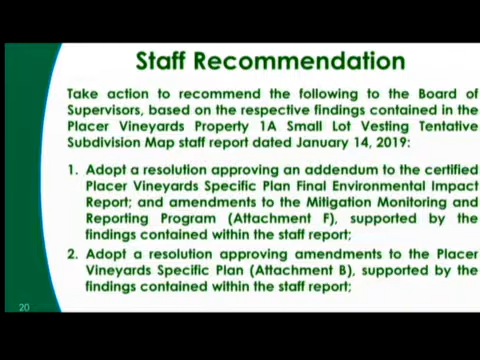 Staff Recommendation
Take action to recommend the following to the Board of
Supervisors, based on the respective findings contained in the
Placer Vineyards Property 1A Small Lot Vesting Tentative
Subdivision Map staff report dated January 14, 2019:
1. Adopt a resolution approving an addendum to the certified
Placer Vineyards Specific Plan Final Environmental Impact
Report; and amendments to the Mitigation Monitoring and
Reporting Program (Attachment F), supported by the
findings contained within the staff report;
2. Adopt a resolution approving amendments to the Placer
Vineyards Specific Plan (Attachment B), supported by the
findings contained within the staff report;
20